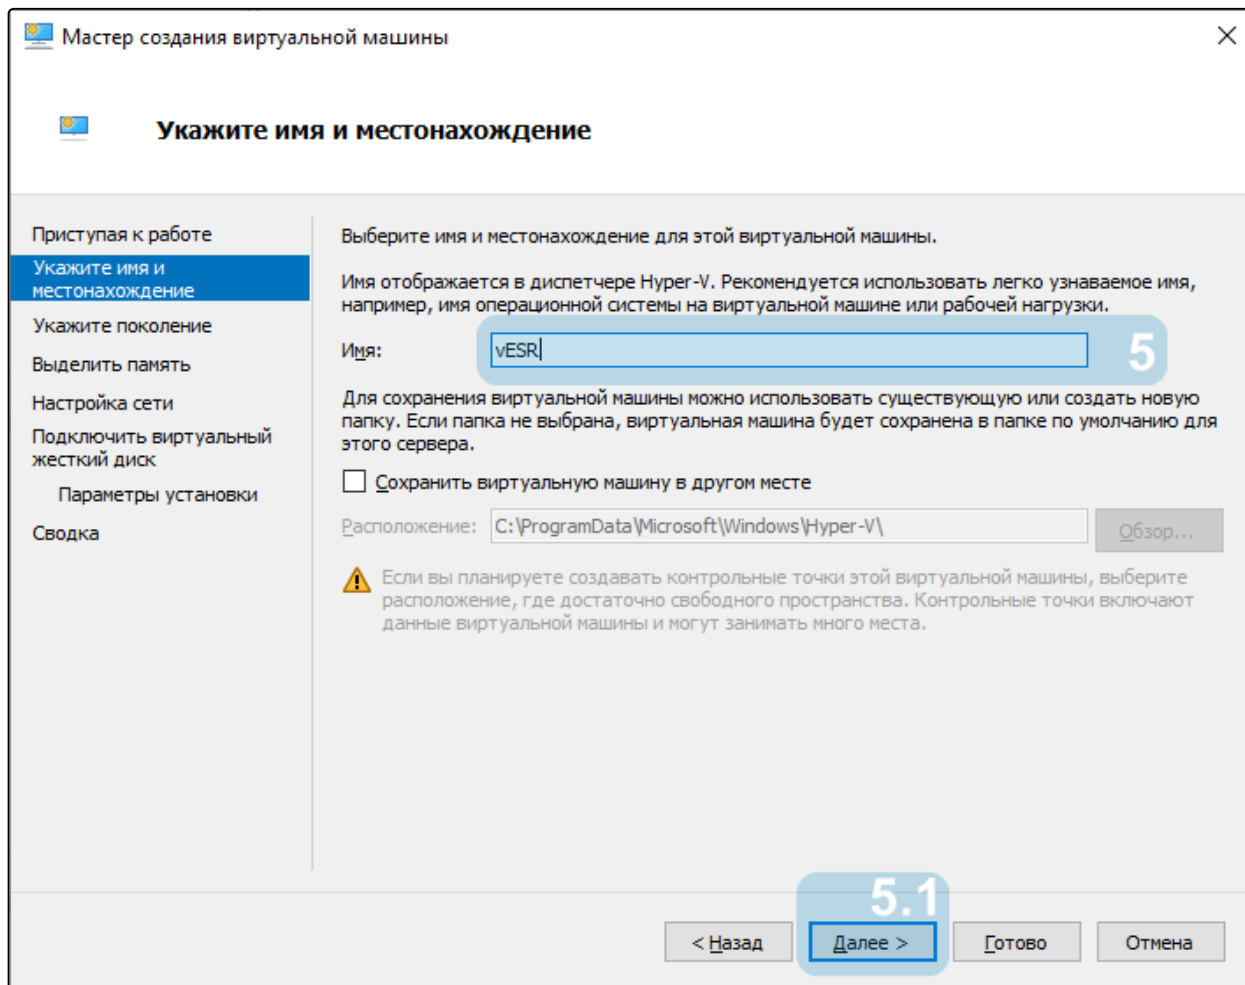 Мастер создания виртуальной машины
Укажите имя и местонахождение
Приступая к работе
Укажите имя и
местонахождение
Укажите поколение
Выделить память
Настройка сети
Подключить виртуальный
жесткий диск
Параметры установки
Сводка
Выберите имя и местонахождение для этой виртуальной машины.
Имя отображается в диспетчере Hyper-V. Рекомендуется использовать легко узнаваемое имя,
например, имя операционной системы на виртуальной машине или рабочей нагрузки.
Имя: vESR 5
Для сохранения виртуальной машины можно использовать существующую или создать новую
папку. Если папка не выбрана, виртуальная машина будет сохранена в папке по умолчанию для
этого сервера.
Сохранить виртуальную машину в другом месте
Расположение: C:\ProgramData\Microsoft\Windows\Hyper-V\ Обзор...
Если вы планируете создавать контрольные точки этой виртуальной машины, выберите
расположение, где достаточно свободного пространства. Контрольные точки включают
данные виртуальной машины и могут занимать много места.
5.1
< Назад Далее > Готово Отмена